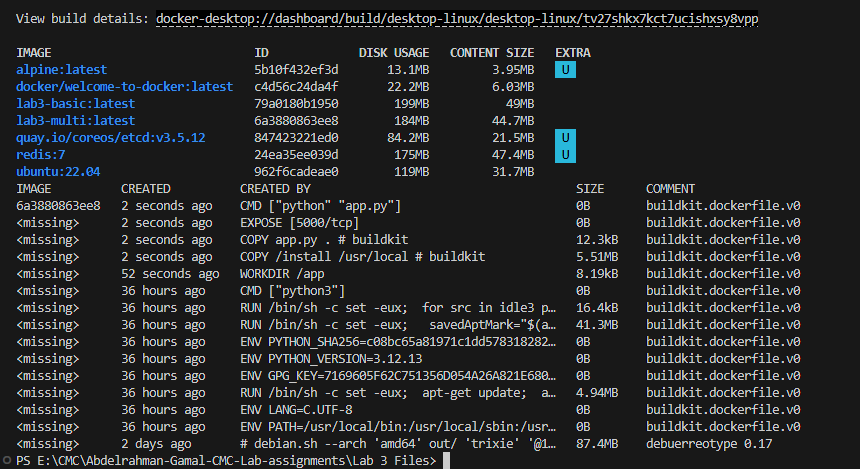 View build details: docker-desktop://dashboard/build/desktop-linux/desktop-linux/tv27shkx7kct7ucishxsy8vpp
IMAGE ID DISK USAGE CONTENT SIZE EXTRA
alpine:latest 5b10f432ef3d 13.1MB 3.95MB U
docker/welcome-to-docker:latest c4d56c24da4f 22.2MB 6.03MB
lab3-basic:latest 79a0180b1950 199MB 49MB
lab3-multi:latest 6a3880863ee8 184MB 44.7MB
quay.io/coreos/etcd:v3.5.12 847423221ed0 84.2MB 21.5MB U
redis:7 24ea35ee039d 175MB 47.4MB U
ubuntu:22.04 962f6cadeae0 119MB 31.7MB
IMAGE CREATED CREATED BY SIZE COMMENT
6a3880863ee8 2 seconds ago CMD ["python" "app.py"] 0B buildkit.dockerfile.v0
<missing> 2 seconds ago EXPOSE [5000/tcp] 0B buildkit.dockerfile.v0
<missing> 2 seconds ago COPY app.py . # buildkit 12.3kB buildkit.dockerfile.v0
<missing> 2 seconds ago COPY /install /usr/local # buildkit 5.51MB buildkit.dockerfile.v0
<missing> 52 seconds ago WORKDIR /app 8.19kB buildkit.dockerfile.v0
<missing> 36 hours ago CMD ["python3"] 0B buildkit.dockerfile.v0
<missing> 36 hours ago RUN /bin/sh -c set -eux; for src in idle3 p… 16.4kB buildkit.dockerfile.v0
<missing> 36 hours ago RUN /bin/sh -c set -eux; savedAptMark="$(a… 41.3MB buildkit.dockerfile.v0
<missing> 36 hours ago ENV PYTHON_SHA256=c08bc65a81971c1dd578318282… 0B buildkit.dockerfile.v0
<missing> 36 hours ago ENV PYTHON_VERSION=3.12.13 0B buildkit.dockerfile.v0
<missing> 36 hours ago ENV GPG_KEY=7169605F62C751356D054A26A821E680… 0B buildkit.dockerfile.v0
<missing> 36 hours ago RUN /bin/sh -c set -eux; apt-get update; a… 4.94MB buildkit.dockerfile.v0
<missing> 36 hours ago ENV LANG=C.UTF-8 0B buildkit.dockerfile.v0
<missing> 36 hours ago ENV PATH=/usr/local/bin:/usr/local/sbin:/usr… 0B buildkit.dockerfile.v0
<missing> 2 days ago # debian.sh --arch 'amd64' out/ 'trixie' '@1… 87.4MB debuerreotype 0.17
PS E:\CMC\Abdelrahman-Gamal-CMC-Lab-assignments\Lab 3 Files>